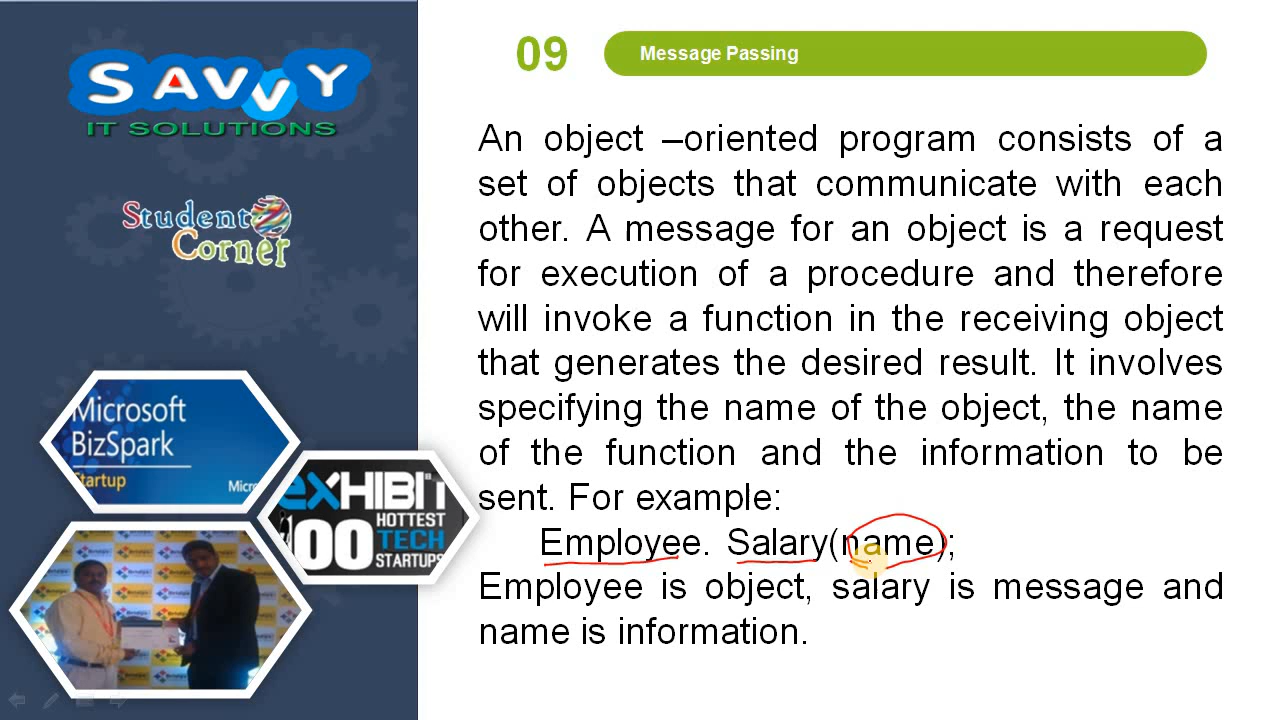 SAVVY
IT SOLUTIONS
Student
Corner
Microsoft
BizSpark
Startup
Micr
EXHIBIT
100
HOTTEST
TECH
STARTUPS
09
Message Passing
An object –oriented program consists of a
set of objects that communicate with each
other. A message for an object is a request
for execution of a procedure and therefore
will invoke a function in the receiving object
that generates the desired result. It involves
specifying the name of the object, the name
of the function and the information to be
sent. For example:
Employee. Salary(name);
Employee is object, salary is message and
name is information.